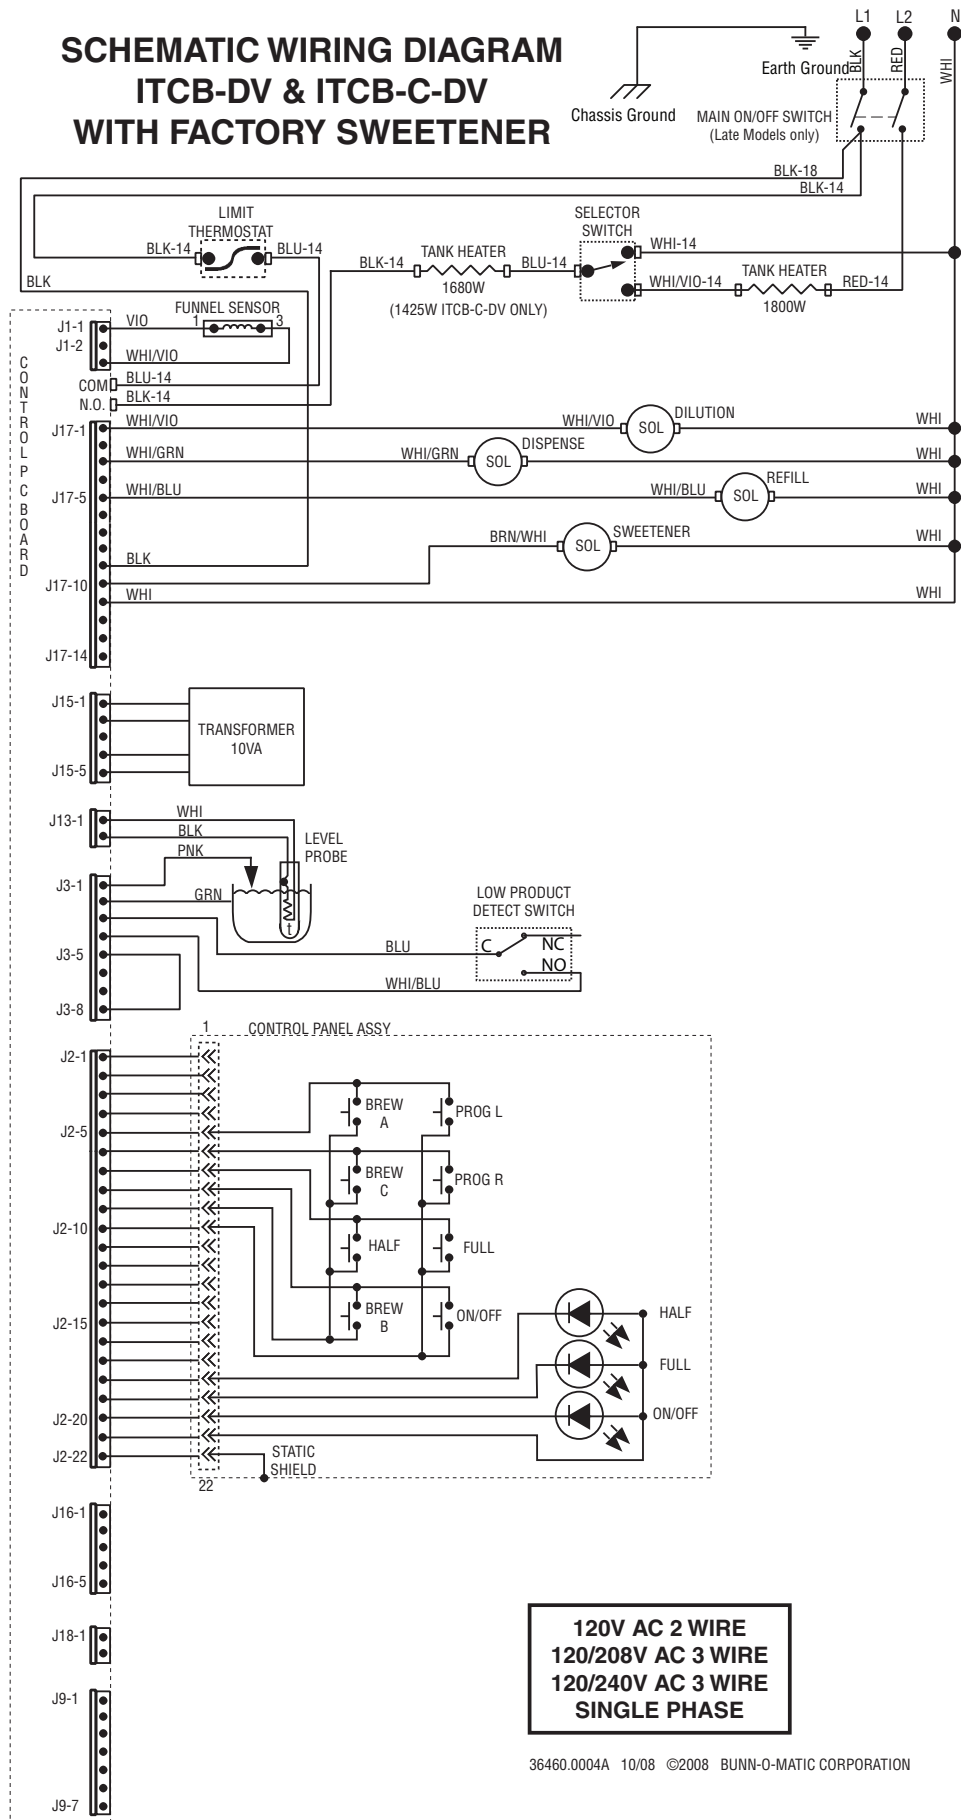 SCHEMATIC WIRING DIAGRAM
ITCB-DV & ITCB-C-DV
WITH FACTORY SWEETENER
L1
L2
N
BLK
RED
WHI
Earth Ground
Chassis Ground
MAIN ON/OFF SWITCH
(Late Models only)
BLK-18
BLK-14
LIMIT
THERMOSTAT
BLK-14
BLU-14
SELECTOR
SWITCH
WHI-14
BLK-14
TANK HEATER
1680W
BLU-14
(1425W ITCB-C-DV ONLY)
WHI/VIO-14
TANK HEATER
1800W
RED-14
BLK
FUNNEL SENSOR
1
3
CONTROL PC BOARD
J1-1
VIO
J1-2
WHI/VIO
COM
BLU-14
N.O.
BLK-14
J17-1
WHI/VIO
WHI/VIO
SOL
DILUTION
WHI
WHI/GRN
WHI/GRN
SOL
DISPENSE
WHI
J17-5
WHI/BLU
WHI/BLU
SOL
REFILL
WHI
BRN/WHI
SOL
SWEETENER
WHI
BLK
J17-10
WHI
WHI
J17-14
J15-1
TRANSFORMER
10VA
J15-5
J13-1
WHI
BLK
LEVEL
PROBE
PNK
J3-1
GRN
t
LOW PRODUCT
DETECT SWITCH
BLU
C
NC
NO
J3-5
WHI/BLU
J3-8
1
CONTROL PANEL ASSY
J2-1
BREW
A
PROG L
J2-5
BREW
C
PROG R
J2-10
HALF
FULL
BREW
B
ON/OFF
J2-15
HALF
FULL
J2-20
ON/OFF
J2-22
STATIC
SHIELD
22
J16-1
J16-5
J18-1
J9-1
J9-7
120V AC 2 WIRE
120/208V AC 3 WIRE
120/240V AC 3 WIRE
SINGLE PHASE
36460.0004A 10/08 ©2008 BUNN-O-MATIC CORPORATION